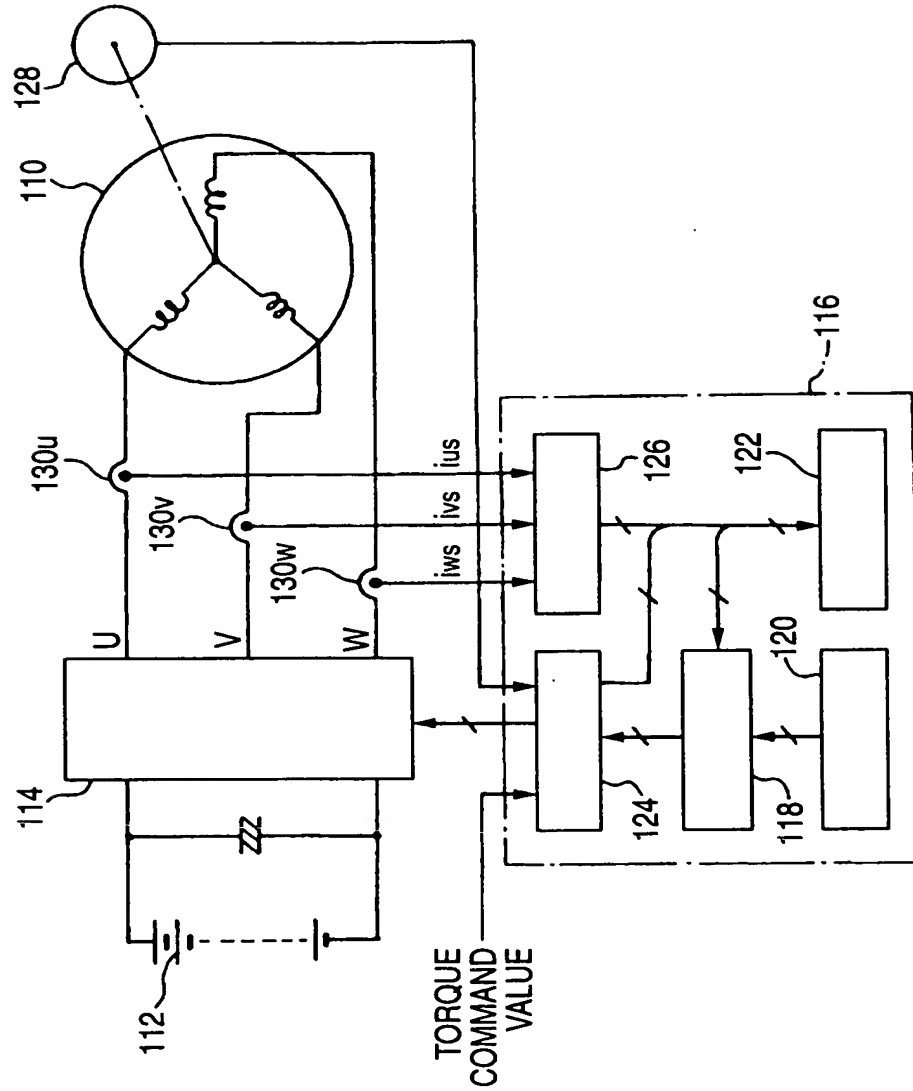 128
110
130u
130v
130w
U
V
W
114
112
ius
ivs
iws
116
126
122
124
118
120
TORQUE
COMMAND
VALUE